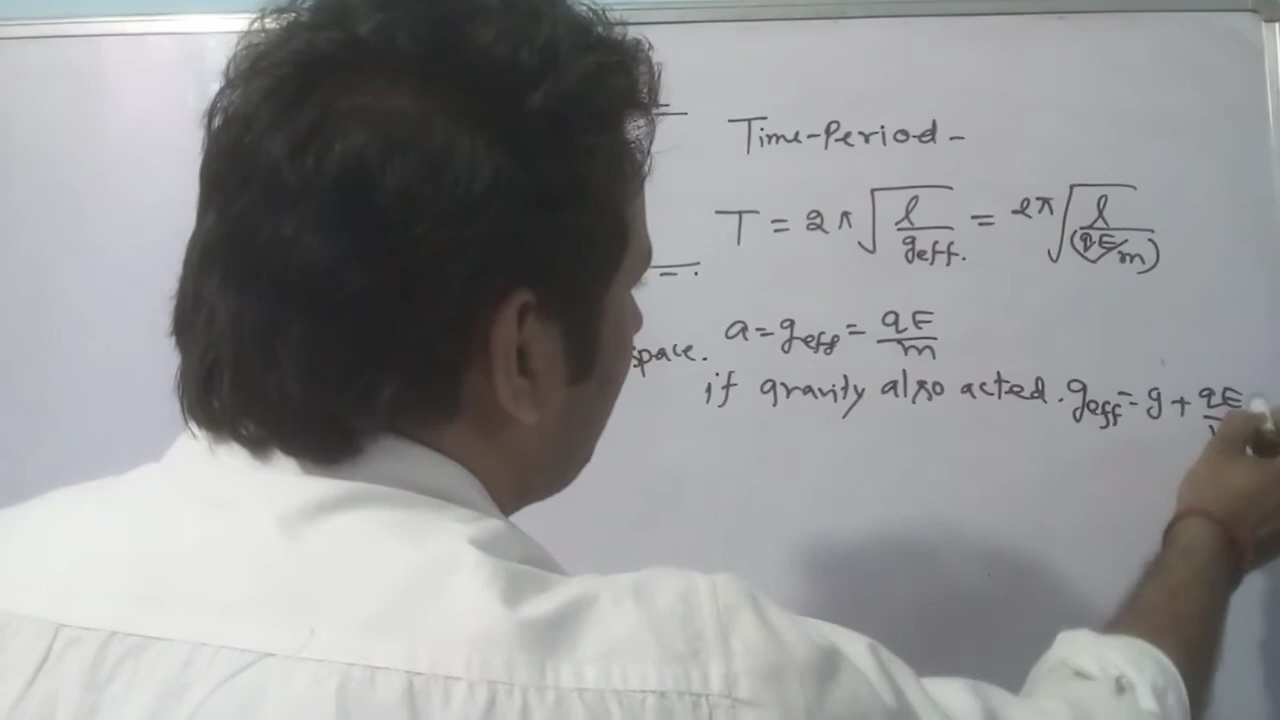 Time-Period-
T = 2π √(l/geff.) = 2π √(l/(qE/m))
space. a = geff = qE/m
if gravity also acted. geff = g + qE